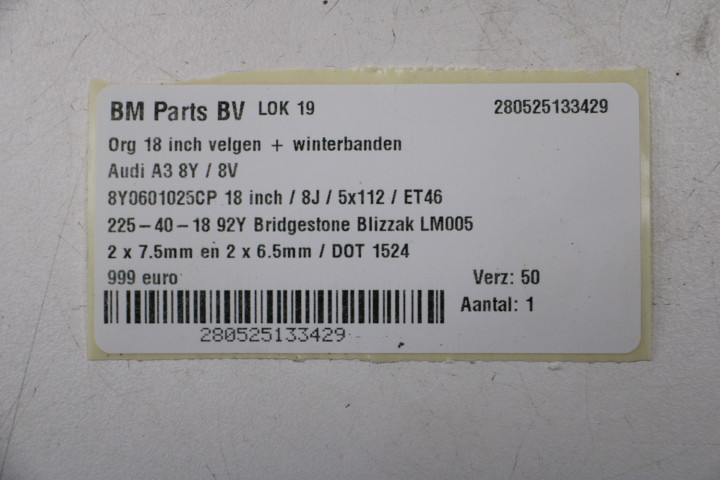 BM Parts BV LOK 19 280525133429
Org 18 inch velgen + winterbanden
Audi A3 8Y / 8V
8Y0601025CP 18 inch / 8J / 5x112 / ET46
225-40-18 92Y Bridgestone Blizzak LM005
2 x 7.5mm en 2 x 6.5mm / DOT 1524
999 euro Verz: 50
Aantal: 1
280525133429